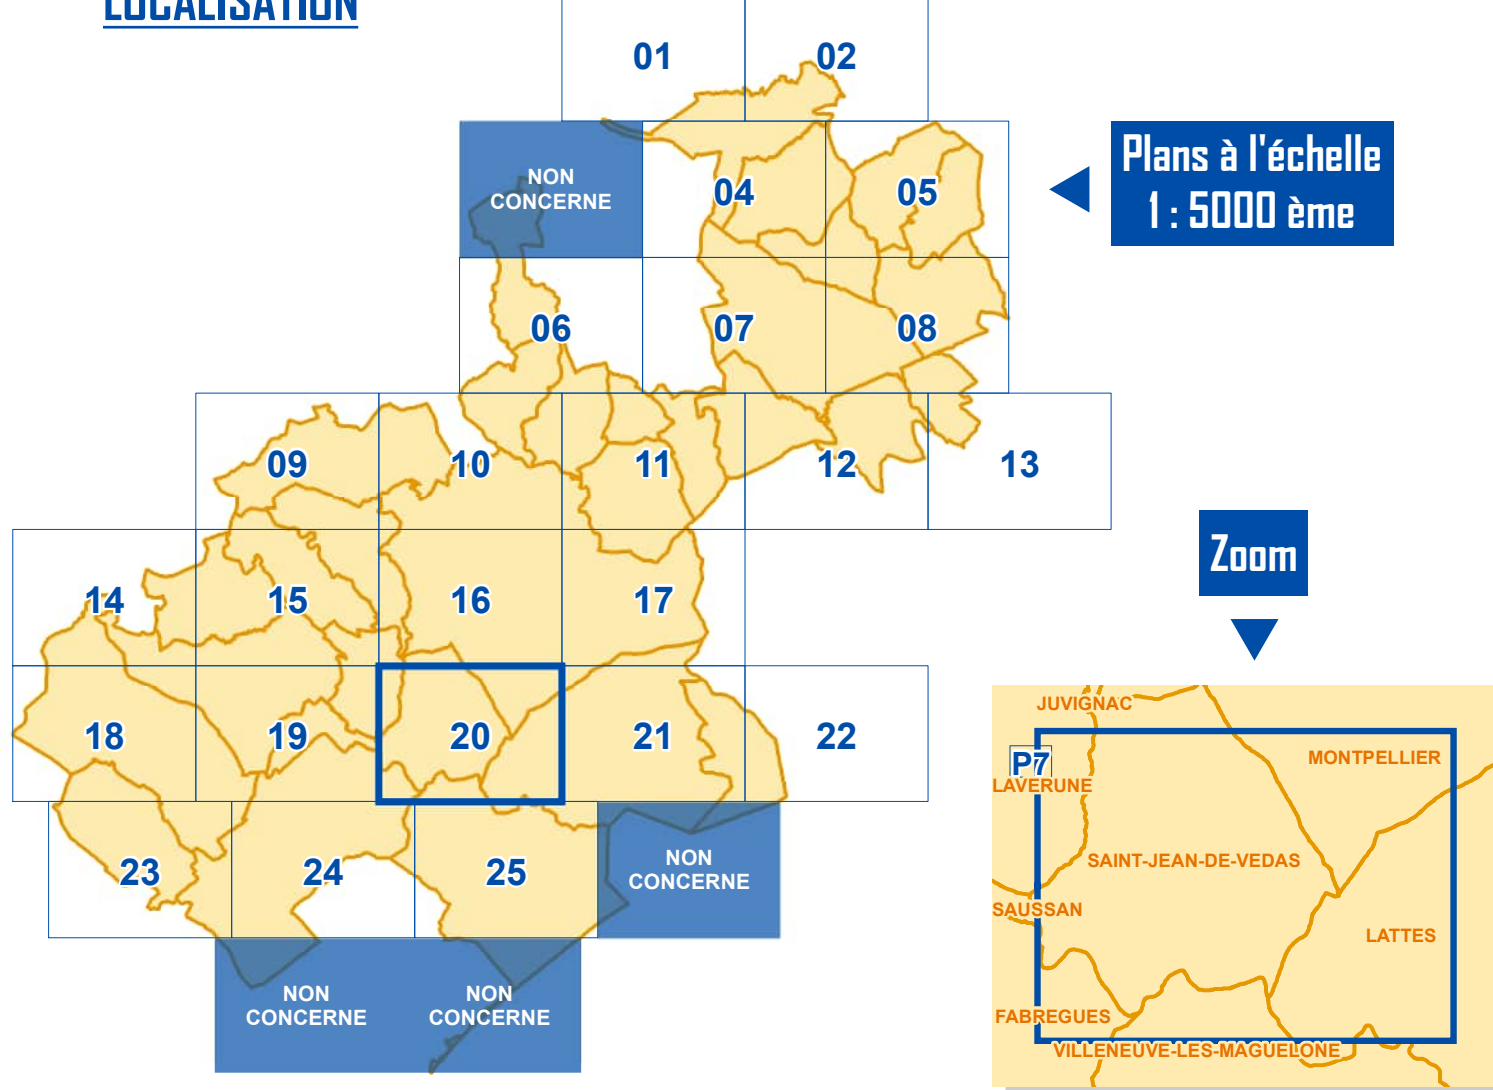 LOCALISATION
01
02
NON
CONCERNE
04
05
Plans à l'échelle
1 : 5000 ème
06
07
08
09
10
11
12
13
14
15
16
17
Zoom
18
19
20
21
22
JUVIGNAC
P7
MONTPELLIER
LAVERUNE
SAINT-JEAN-DE-VEDAS
SAUSSAN
LATTES
FABREGUES
VILLENEUVE-LES-MAGUELONE
23
24
25
NON
CONCERNE
NON
CONCERNE
NON
CONCERNE